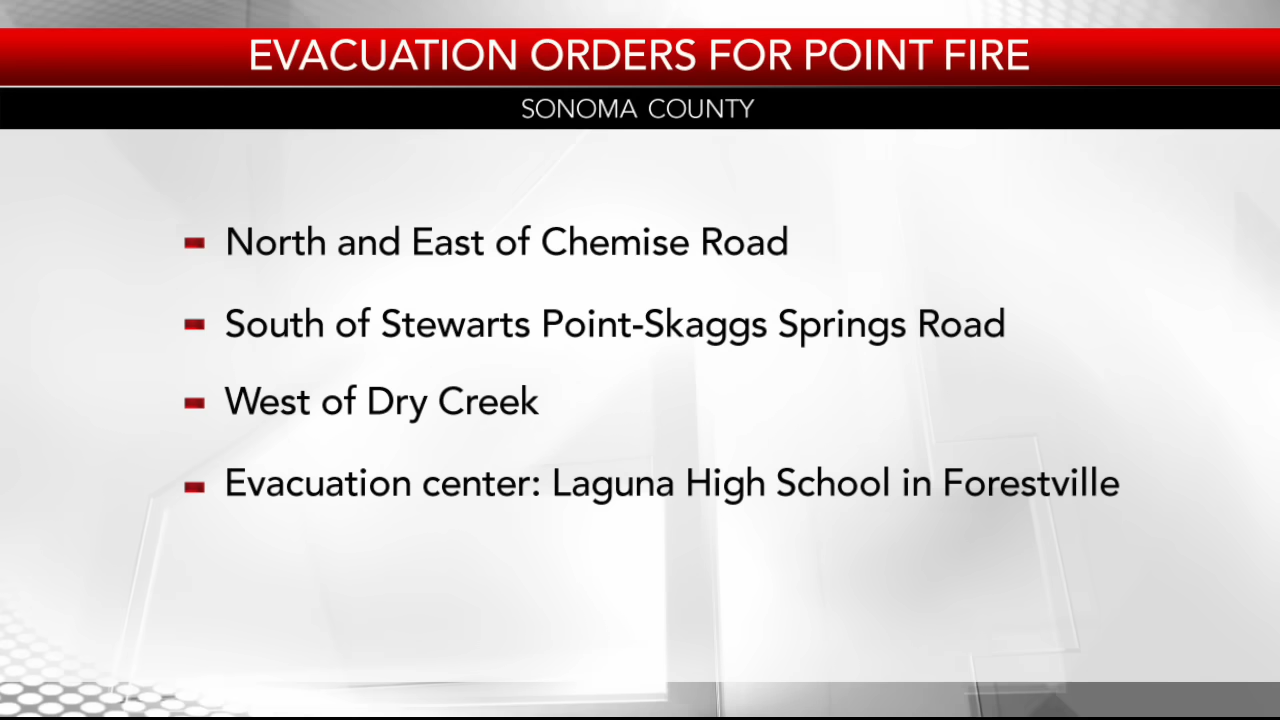 EVACUATION ORDERS FOR POINT FIRE
SONOMA COUNTY
North and East of Chemise Road
South of Stewarts Point-Skaggs Springs Road
West of Dry Creek
Evacuation center: Laguna High School in Forestville